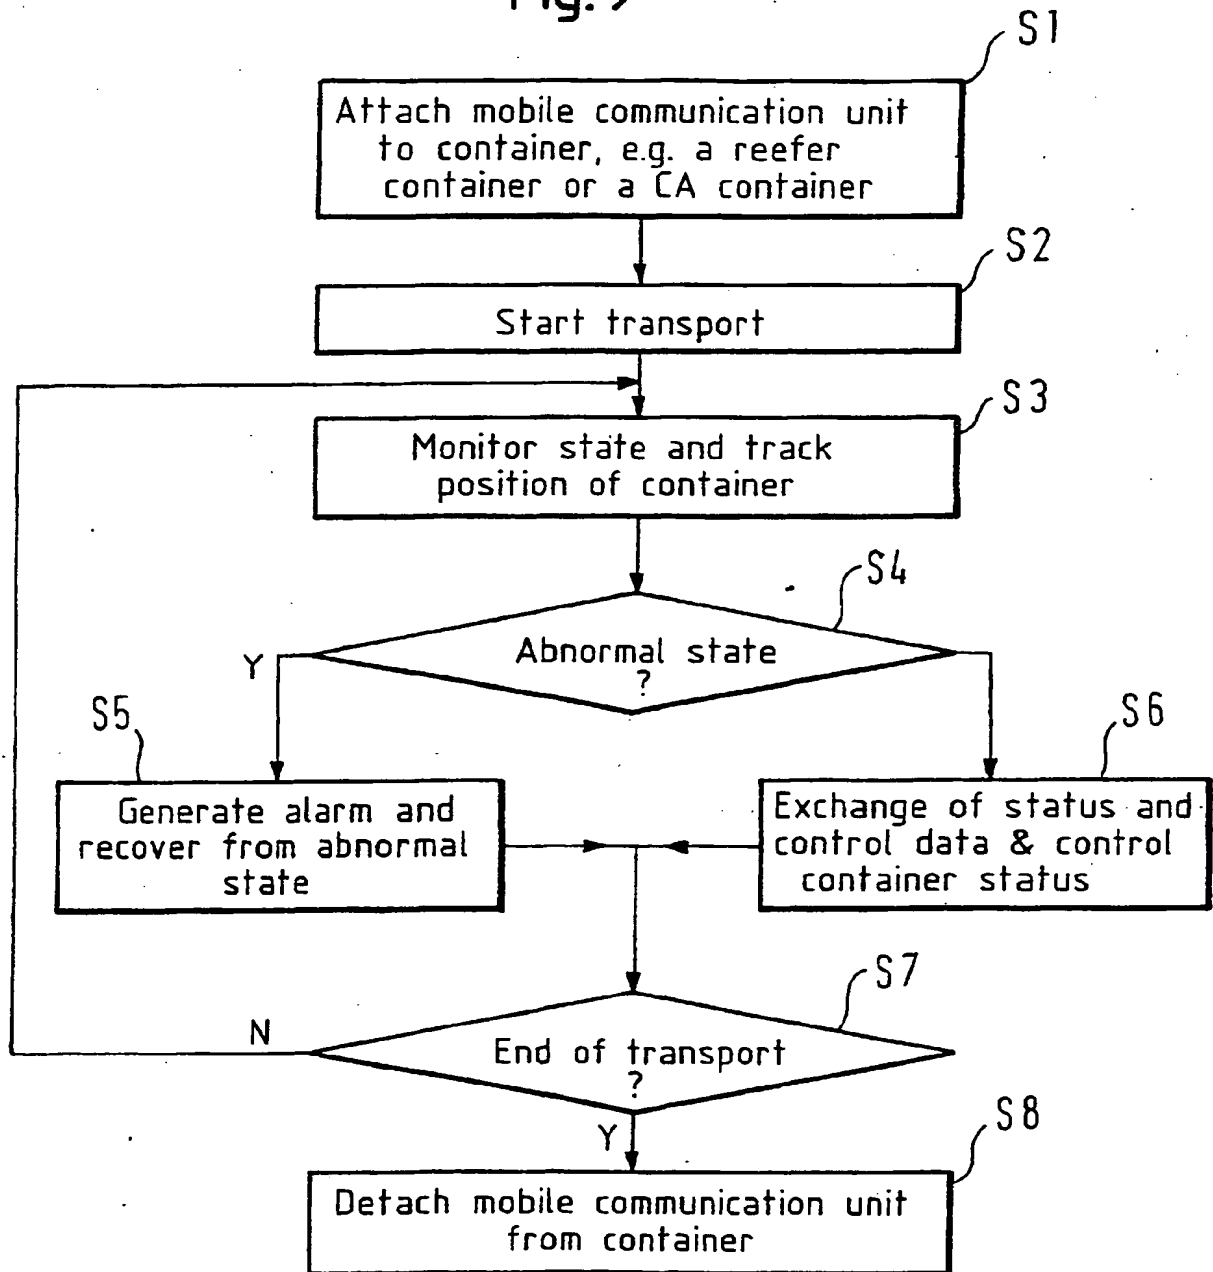 S1
Attach mobile communication unit
to container, e.g. a reefer
container or a CA container
S2
Start transport
S3
Monitor state and track
position of container
S4
Abnormal state
?
Y
S5
Generate alarm and
recover from abnormal
state
S6
Exchange of status and
control data & control
container status
S7
End of transport
?
N
Y
S8
Detach mobile communication unit
from container